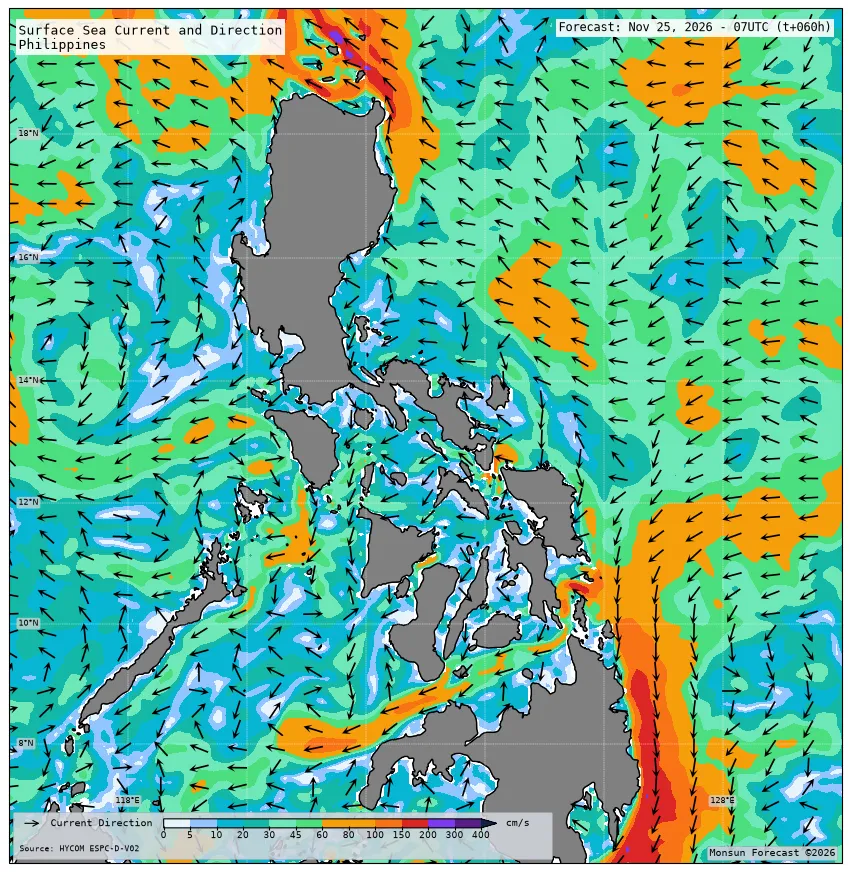 Surface Sea Current and Direction
Philippines
Forecast: Nov 25, 2026 - 07UTC (t+060h)
18°N
16°N
14°N
12°N
10°N
8°N
118°E
128°E
Current Direction
0 5 10 20 30 45 60 80 100 150 200 300 400
cm/s
Source: HYCOM ESPC-D-V02
Monsun Forecast ©2026